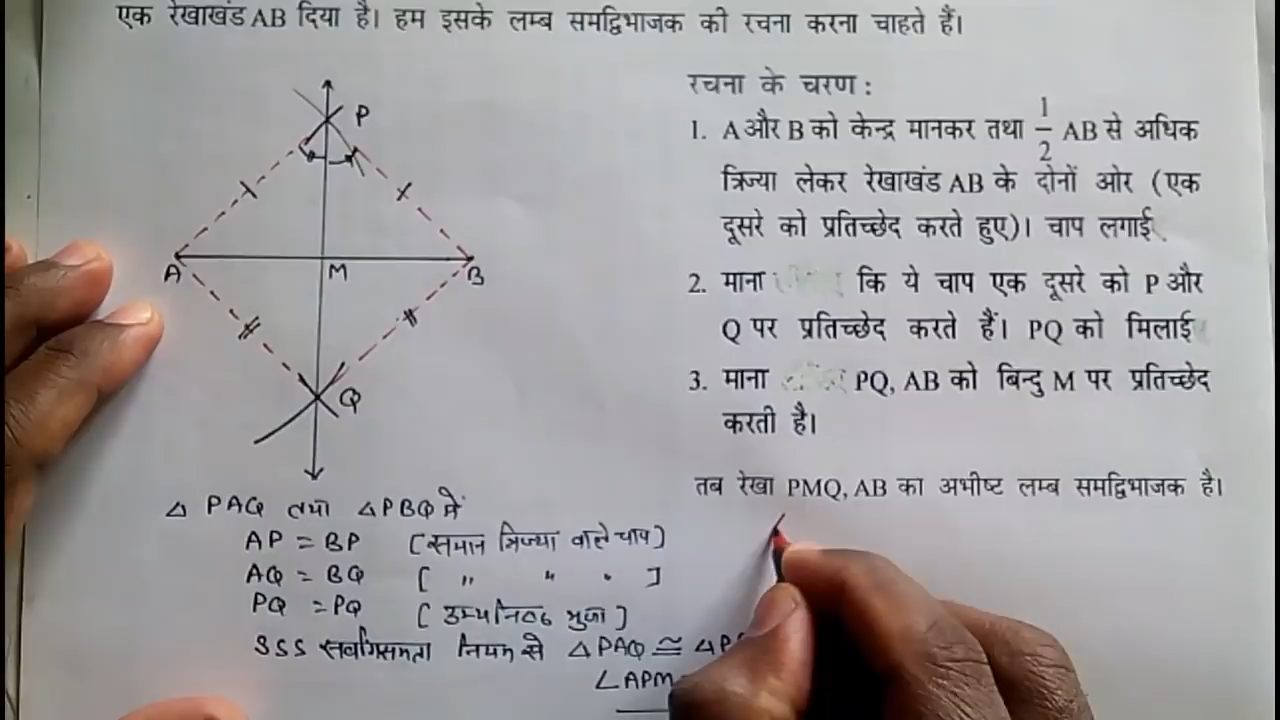 एक रेखाखंड AB दिया है। हम इसके लम्ब समद्विभाजक की रचना करना चाहते हैं।
P
A
M
B
Q
रचना के चरण :
1. A और B को केन्द्र मानकर तथा 1/2 AB से अधिक
त्रिज्या लेकर रेखाखंड AB के दोनों ओर (एक
दूसरे को प्रतिच्छेद करते हुए)। चाप लगाई
2. माना कि ये चाप एक दूसरे को P और
Q पर प्रतिच्छेद करते हैं। PQ को मिलाई
3. माना PQ, AB को बिन्दु M पर प्रतिच्छेद
करती है।
तब रेखा PMQ, AB का अभीष्ट लम्ब समद्विभाजक है।
△ PAQ तथा △PBQ में
AP = BP [समान त्रिज्या वाले चाप]
AQ = BQ [ " " " ]
PQ = PQ [उभयनिष्ठ भुजा]
SSS सर्वांगसमता नियम से △PAQ ≅ △P
∠APM